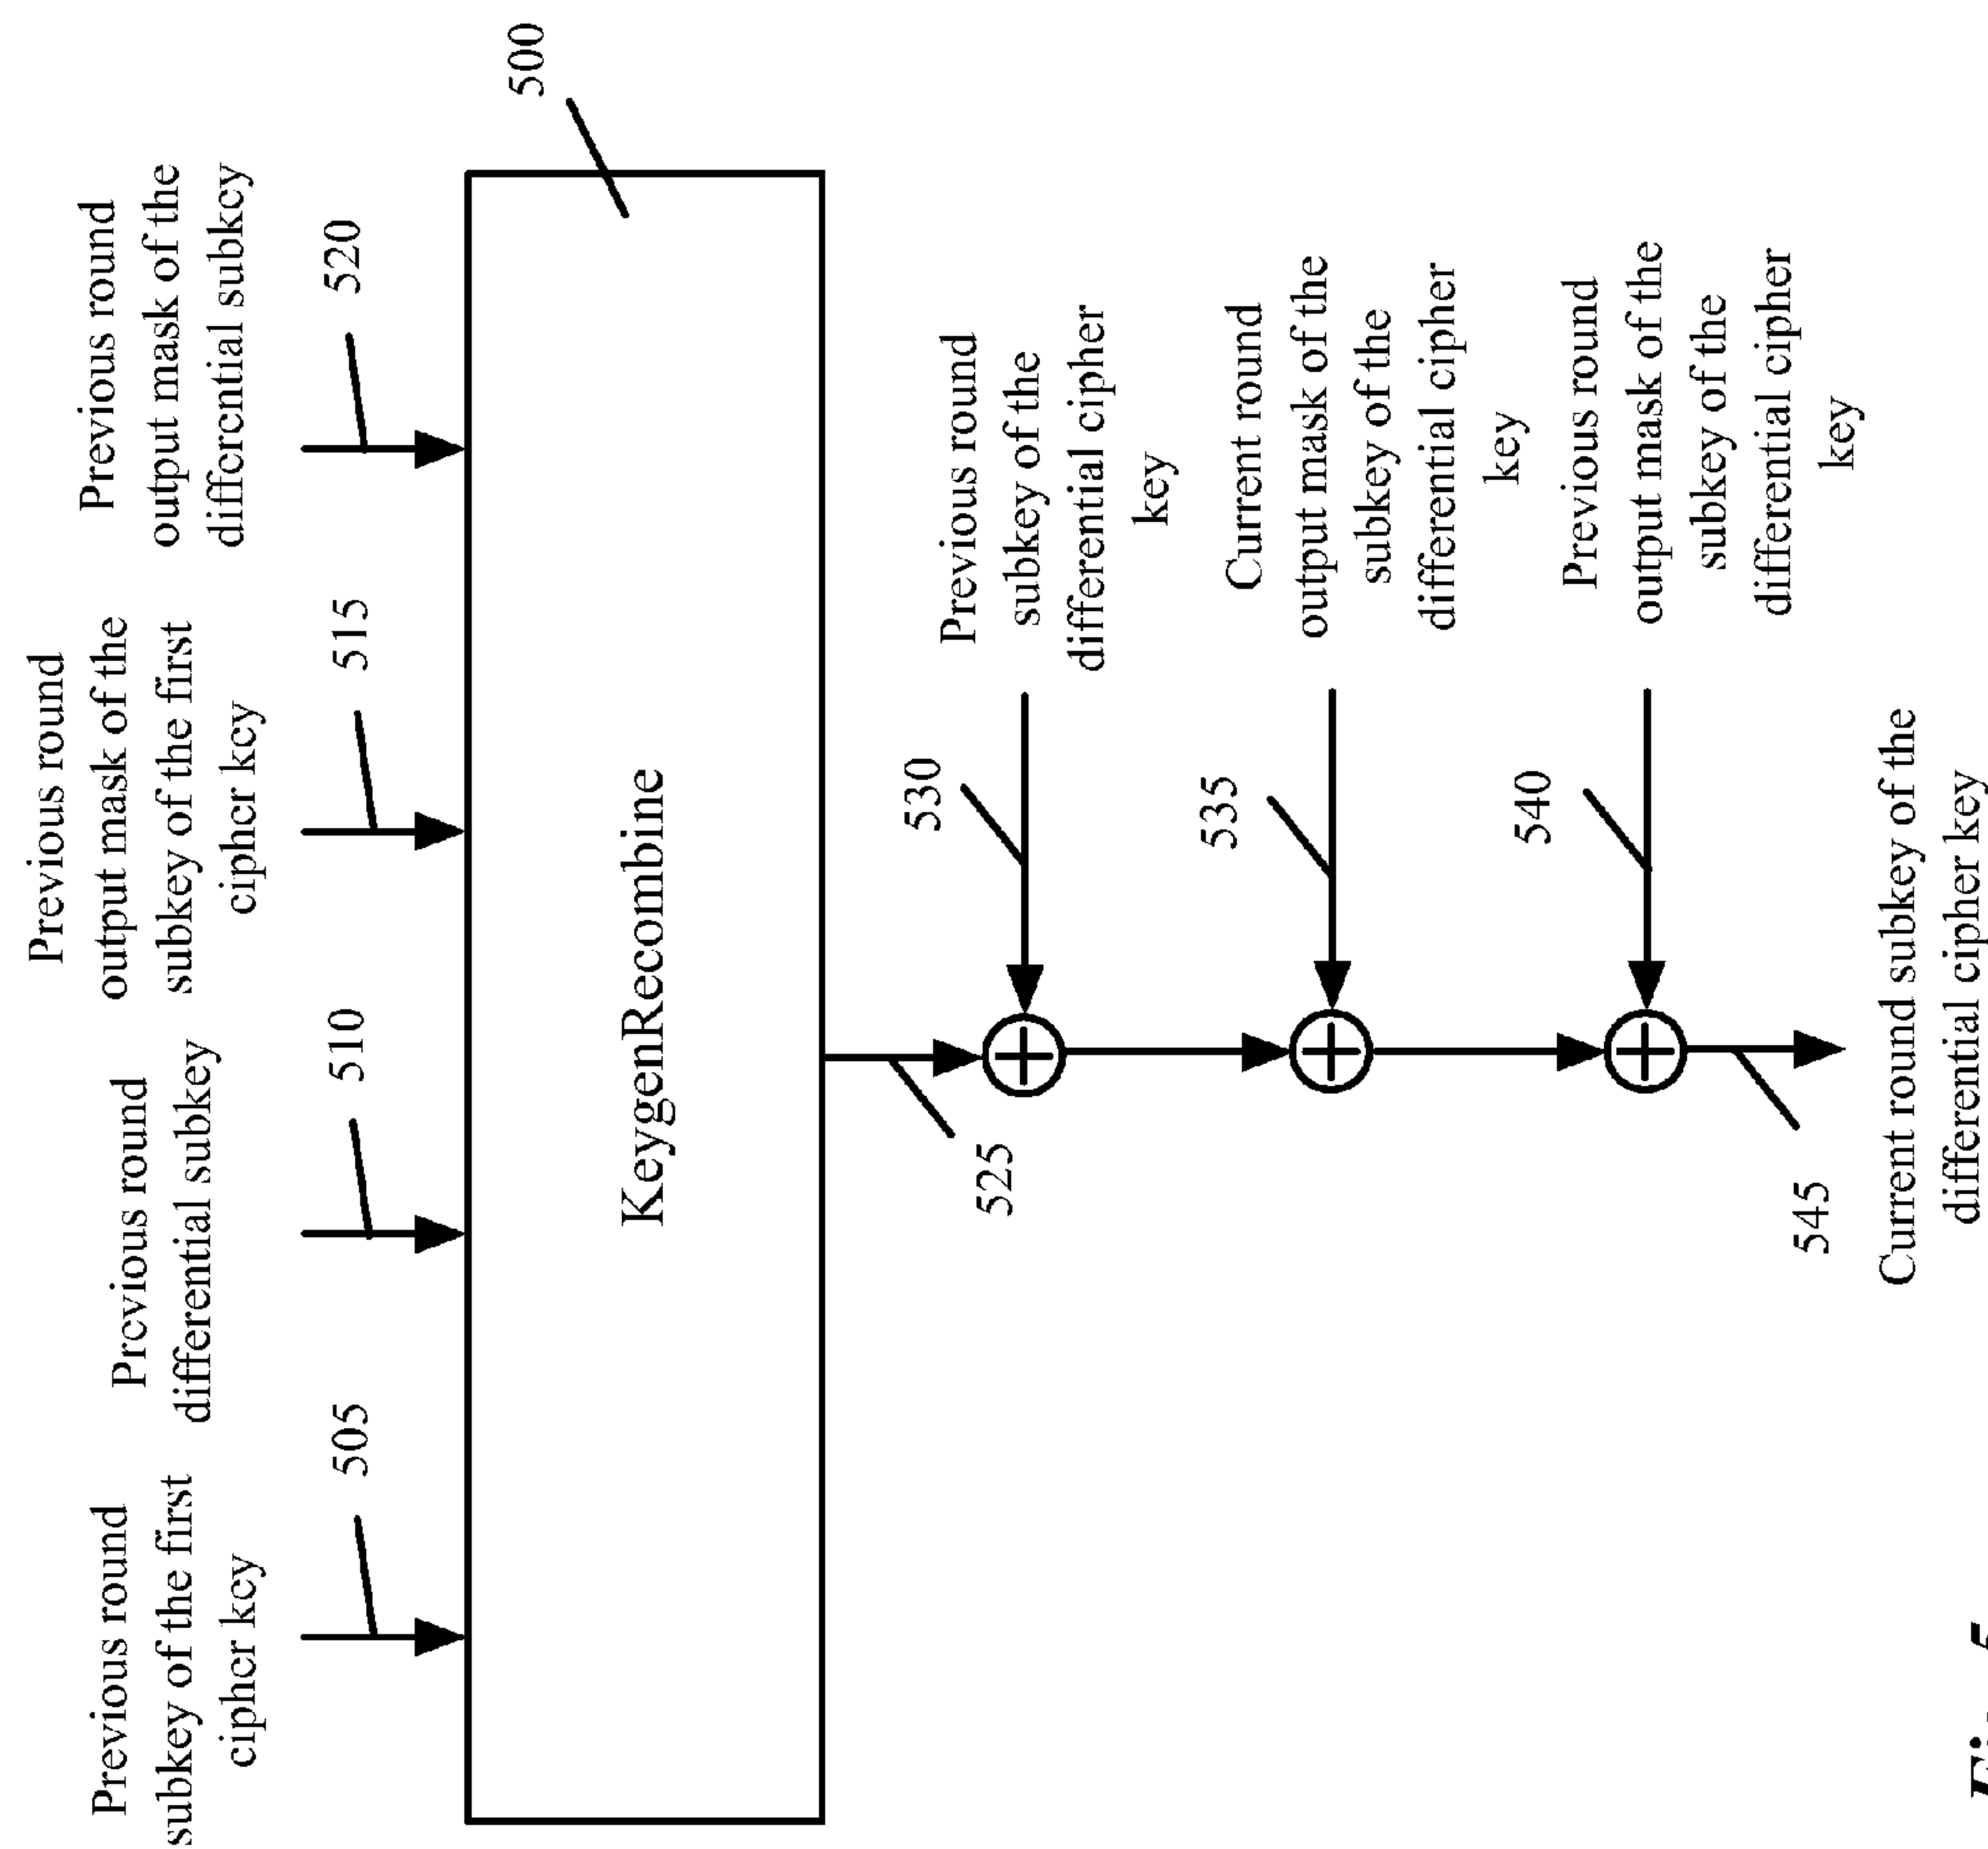 Previous round
subkey of the first
cipher key
505
Previous round
differential subkey
510
Previous round
output mask of the
subkey of the first
cipher key
515
Previous round
output mask of the
differential subkey
520
500
KeygenRecombine
525
530
Previous round
subkey of the
differential cipher
key
535
Current round
output mask of the
subkey of the
differential cipher
key
540
Previous round
output mask of the
subkey of the
differential cipher
key
545
Current round subkey of the
differential cipher key